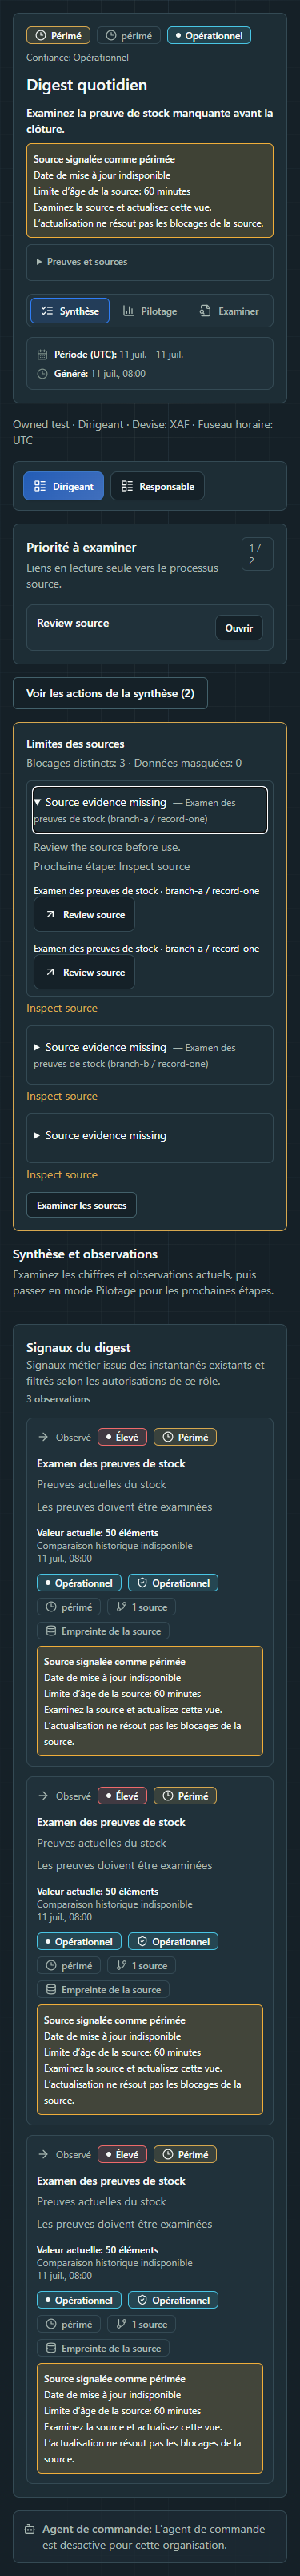 Périmé périmé Opérationnel
Confiance: Opérationnel
Digest quotidien
Examinez la preuve de stock manquante avant la
clôture.
Source signalée comme périmée
Date de mise à jour indisponible
Limite d'âge de la source: 60 minutes
Examinez la source et actualisez cette vue.
L'actualisation ne résout pas les blocages de la source.
Preuves et sources
Synthèse Pilotage Examiner
Période (UTC): 11 juil. - 11 juil.
Généré: 11 juil., 08:00
Owned test · Dirigeant · Devise: XAF · Fuseau horaire:
UTC
Dirigeant Responsable
Priorité à examiner
1 /
2
Liens en lecture seule vers le processus
source.
Review source
Ouvrir
Voir les actions de la synthèse (2)
Limites des sources
Blocages distincts: 3 · Données masquées: 0
Source evidence missing — Examen des
preuves de stock (branch-a / record-one)
Review the source before use.
Prochaine étape: Inspect source
Examen des preuves de stock · branch-a / record-one
Review source
Examen des preuves de stock · branch-a / record-one
Review source
Inspect source
Source evidence missing — Examen des
preuves de stock (branch-b / record-one)
Inspect source
Source evidence missing
Inspect source
Examiner les sources
Synthèse et observations
Examinez les chiffres et observations actuels, puis
passez en mode Pilotage pour les prochaines étapes.
Signaux du digest
Signaux métier issus des instantanés existants et
filtrés selon les autorisations de ce rôle.
3 observations
Observé Élevé Périmé
Examen des preuves de stock
Preuves actuelles du stock
Les preuves doivent être examinées
Valeur actuelle: 50 éléments
Comparaison historique indisponible
11 juil., 08:00
Opérationnel Opérationnel
périmé 1 source
Empreinte de la source
Source signalée comme périmée
Date de mise à jour indisponible
Limite d'âge de la source: 60 minutes
Examinez la source et actualisez cette vue.
L'actualisation ne résout pas les blocages de la
source.
Observé Élevé Périmé
Examen des preuves de stock
Preuves actuelles du stock
Les preuves doivent être examinées
Valeur actuelle: 50 éléments
Comparaison historique indisponible
11 juil., 08:00
Opérationnel Opérationnel
périmé 1 source
Empreinte de la source
Source signalée comme périmée
Date de mise à jour indisponible
Limite d'âge de la source: 60 minutes
Examinez la source et actualisez cette vue.
L'actualisation ne résout pas les blocages de la
source.
Observé Élevé Périmé
Examen des preuves de stock
Preuves actuelles du stock
Les preuves doivent être examinées
Valeur actuelle: 50 éléments
Comparaison historique indisponible
11 juil., 08:00
Opérationnel Opérationnel
périmé 1 source
Empreinte de la source
Source signalée comme périmée
Date de mise à jour indisponible
Limite d'âge de la source: 60 minutes
Examinez la source et actualisez cette vue.
L'actualisation ne résout pas les blocages de la
source.
Agent de commande: L'agent de commande
est desactive pour cette organisation.